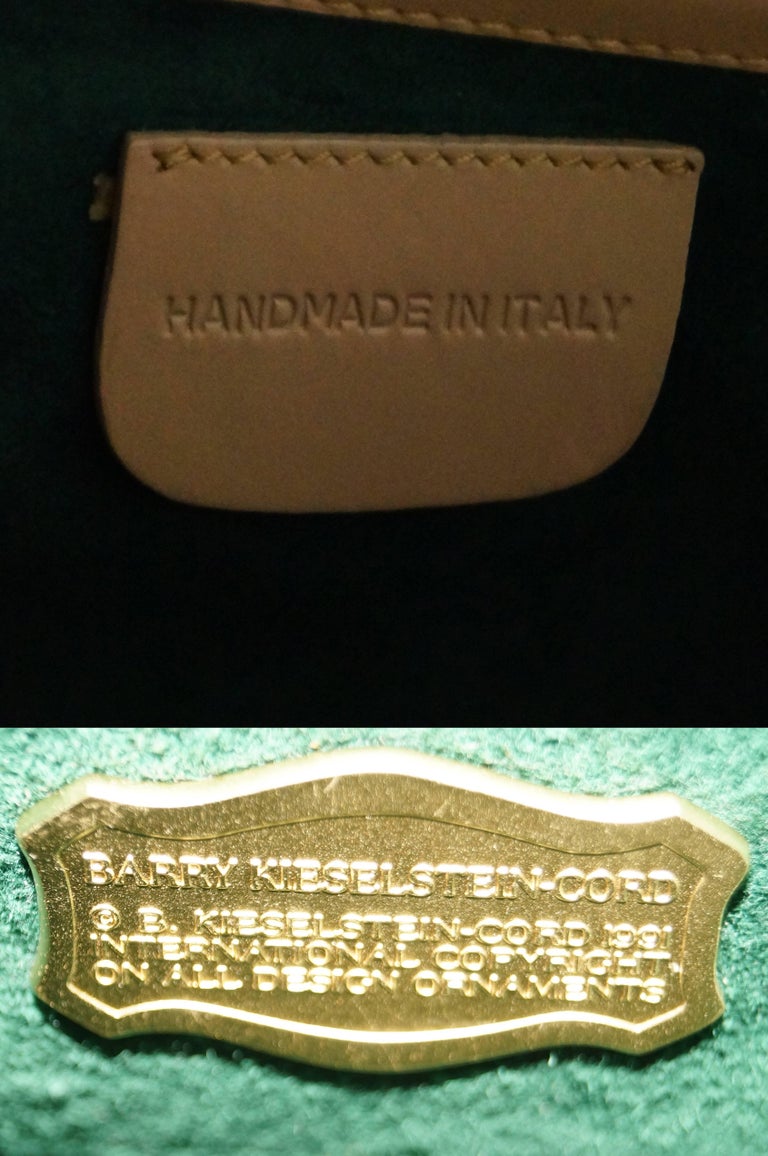 HANDMADE IN ITALY
BARRY KIESELSTEIN-CORD
© B. KIESELSTEIN-CORD 1991
INTERNATIONAL COPYRIGHT
ON ALL DESIGN ORNAMENTS